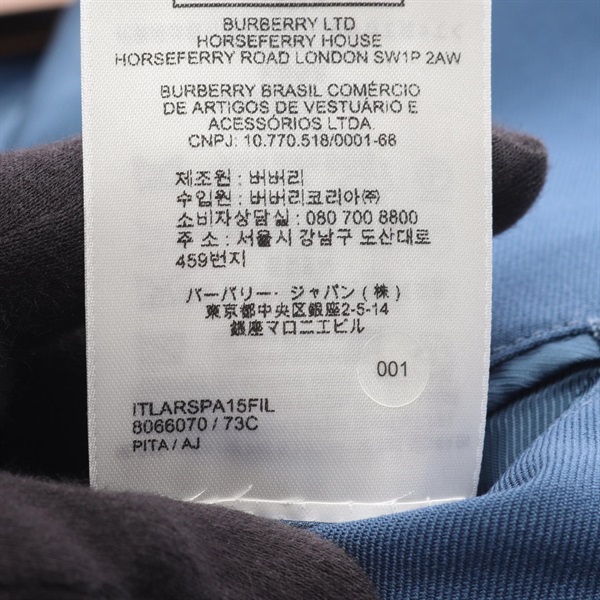 BURBERRY LTD
HORSEFERRY HOUSE
HORSEFERRY ROAD LONDON SW1P 2AW
BURBERRY BRASIL COMÉRCIO
DE ARTIGOS DE VESTUÁRIO E
ACESSÓRIOS LTDA.
CNPJ: 10.770.518/0001-66
제조원 : 버버리
수입원 : 버버리코리아㈜
소비자상담실 : 080 700 8800
주 소 : 서울시 강남구 도산대로
459번지
バーバリー・ジャパン(株)
東京都中央区銀座2-5-14
銀座マロニエビル
001
ITLARSPA15FIL
8066070 / 73C
PITA / AJ